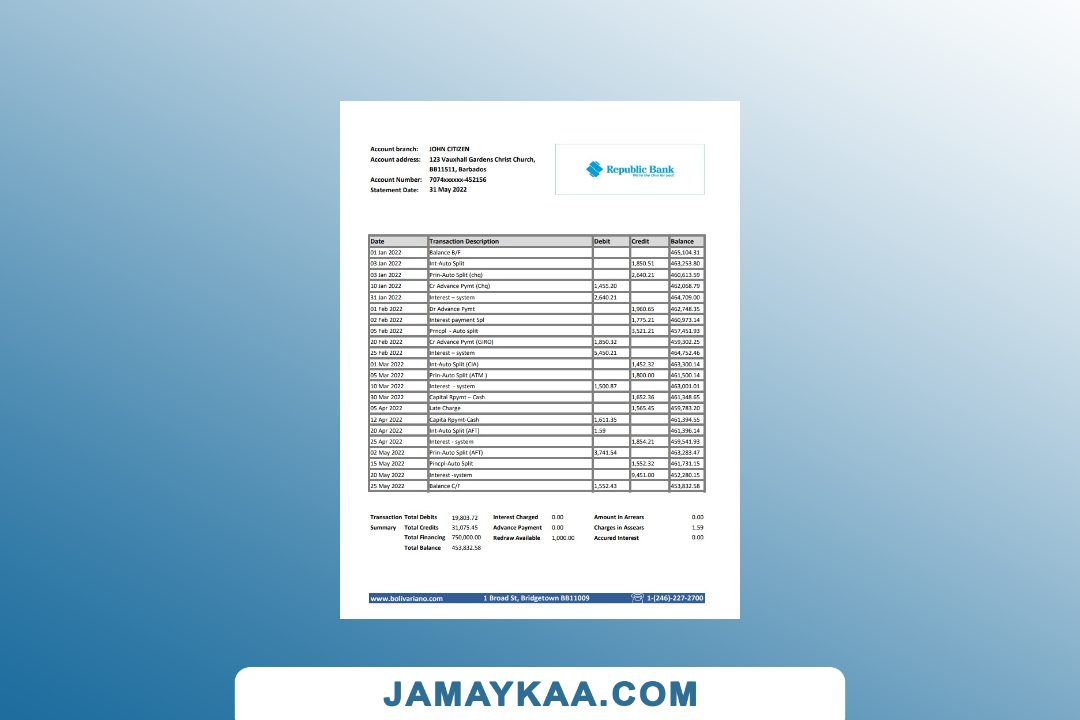 Account branch: JOHN CITIZEN
Account address: 123 Vauxhall Gardens Christ Church,
BB11511, Barbados
Account Number: 7074xxxxxx-452156
Statement Date: 31 May 2022
Republic Bank
We're the One for you!
Date Transaction Description Debit Credit Balance
01 Jan 2022 Balance B/F 465,104.31
03 Jan 2022 Int-Auto Split 1,850.51 463,253.80
03 Jan 2022 Prin-Auto Split (chq) 2,640.21 460,613.59
10 Jan 2022 Cr Advance Pymt (Chq) 1,455.20 462,068.79
31 Jan 2022 Interest – system 2,640.21 464,709.00
01 Feb 2022 Dr Advance Pymt 1,960.65 462,748.35
02 Feb 2022 Interest payment Spl 1,775.21 460,973.14
05 Feb 2022 Prncpl - Auto split 3,521.21 457,451.93
20 Feb 2022 Cr Advance Pymt (GIRO) 1,850.32 459,302.25
25 Feb 2022 Interest – system 5,450.21 464,752.46
01 Mar 2022 Int-Auto Split (CIA) 1,452.32 463,300.14
05 Mar 2022 Prin-Auto Split (ATM ) 1,800.00 461,500.14
10 Mar 2022 Interest - system 1,500.87 463,001.01
30 Mar 2022 Capital Rpymt – Cash 1,652.36 461,348.65
05 Apr 2022 Late Charge 1,565.45 459,783.20
12 Apr 2022 Capita Rpymt-Cash 1,611.35 461,394.55
20 Apr 2022 Int-Auto Split (AFT) 1.59 461,396.14
25 Apr 2022 Interest - system 1,854.21 459,541.93
02 May 2022 Prin-Auto Split (AFT) 3,741.54 463,283.47
15 May 2022 Pincpl-Auto Split 1,552.32 461,731.15
20 May 2022 Interest -system 9,451.00 452,280.15
25 May 2022 Balance C/F 1,552.43 453,832.58
Transaction Total Debits 19,803.72 Interest Charged 0.00 Amount in Arrears 0.00
Summary Total Credits 31,075.45 Advance Payment 0.00 Charges in Assears 1.59
Total Financing 750,000.00 Redraw Available 1,000.00 Accured Interest 0.00
Total Balance 453,832.58
www.bolivariano.com 1 Broad St, Bridgetown BB11009 1-(246)-227-2700
JAMAYKAA.COM